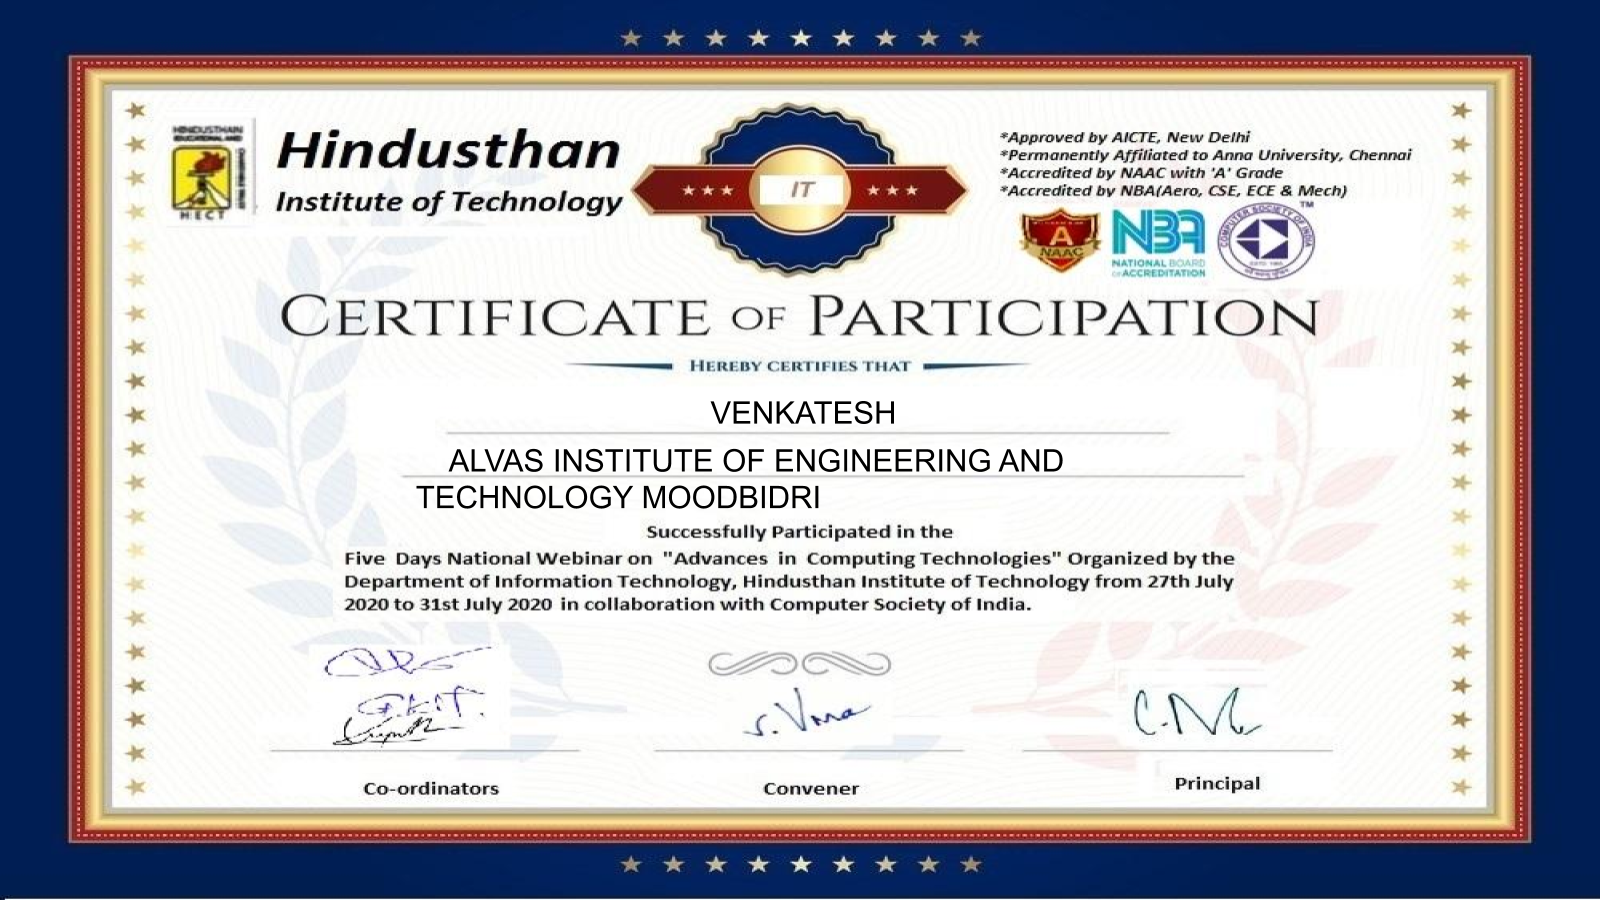 HINDUSTHAN
EDUCATIONAL AND
CHARITABLE TRUST
HECT
Hindusthan
Institute of Technology
IT
*Approved by AICTE, New Delhi
*Permanently Affiliated to Anna University, Chennai
*Accredited by NAAC with 'A' Grade
*Accredited by NBA(Aero, CSE, ECE & Mech)
A
NAAC
NBA
NATIONAL BOARD
OF ACCREDITATION
COMPUTER SOCIETY OF INDIA
TM
CERTIFICATE OF PARTICIPATION
HEREBY CERTIFIES THAT
VENKATESH
ALVAS INSTITUTE OF ENGINEERING AND
TECHNOLOGY MOODBIDRI
Successfully Participated in the
Five Days National Webinar on "Advances in Computing Technologies" Organized by the
Department of Information Technology, Hindusthan Institute of Technology from 27th July
2020 to 31st July 2020 in collaboration with Computer Society of India.
Co-ordinators
Convener
Principal